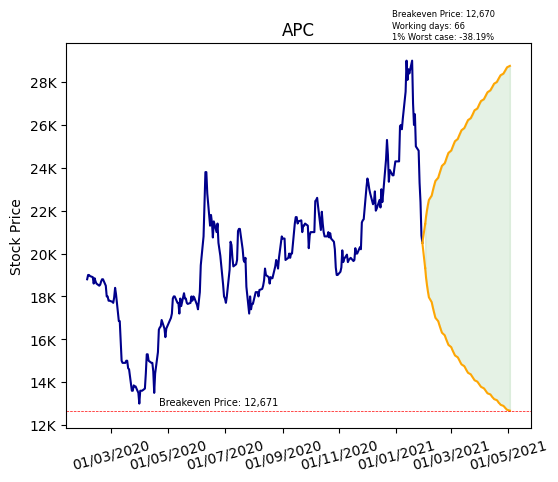 Breakeven Price: 12,670
Working days: 66
1% Worst case: -38.19%
APC
Stock Price
28K
26K
24K
22K
20K
18K
16K
14K
12K
Breakeven Price: 12,671
01/03/2020
01/05/2020
01/07/2020
01/09/2020
01/11/2020
01/01/2021
01/03/2021
01/05/2021